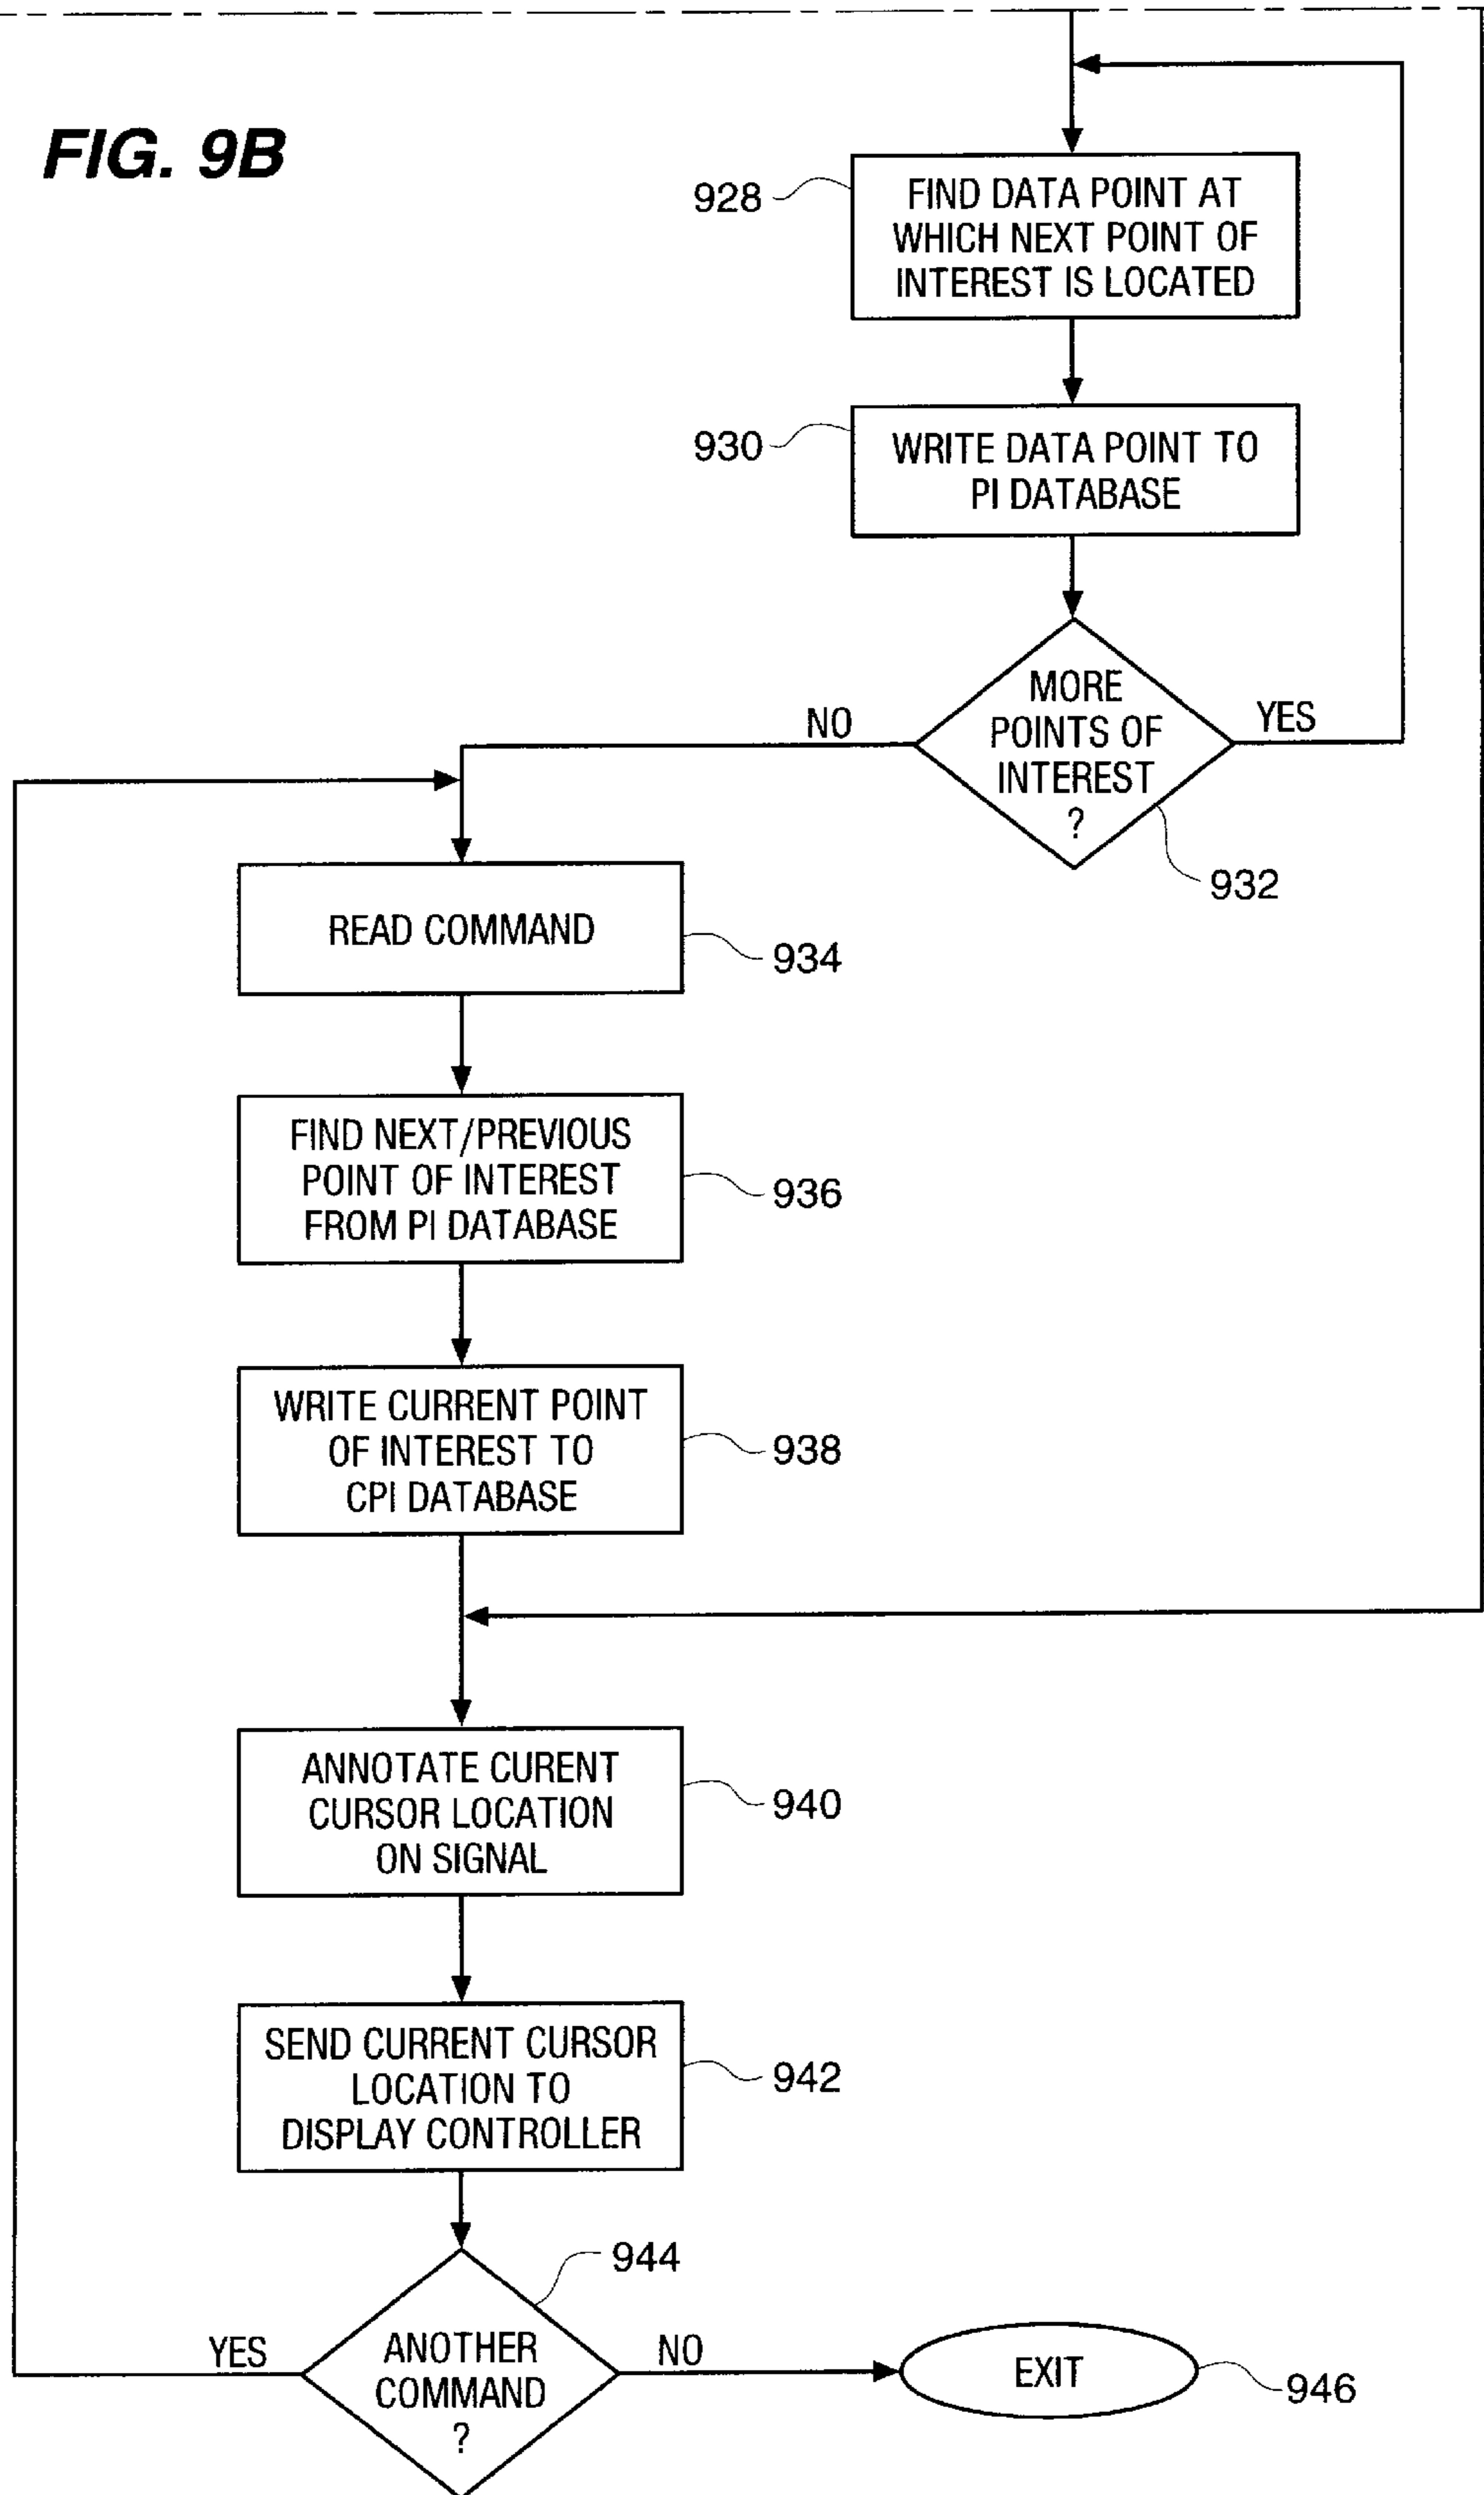 FIG. 9B
928
FIND DATA POINT AT
WHICH NEXT POINT OF
INTEREST IS LOCATED
930
WRITE DATA POINT TO
PI DATABASE
MORE
POINTS OF
INTEREST
?
NO
YES
932
READ COMMAND
934
FIND NEXT/PREVIOUS
POINT OF INTEREST
FROM PI DATABASE
936
WRITE CURRENT POINT
OF INTEREST TO
CPI DATABASE
938
ANNOTATE CURENT
CURSOR LOCATION
ON SIGNAL
940
SEND CURRENT CURSOR
LOCATION TO
DISPLAY CONTROLLER
942
944
ANOTHER
COMMAND
?
YES
NO
EXIT
946